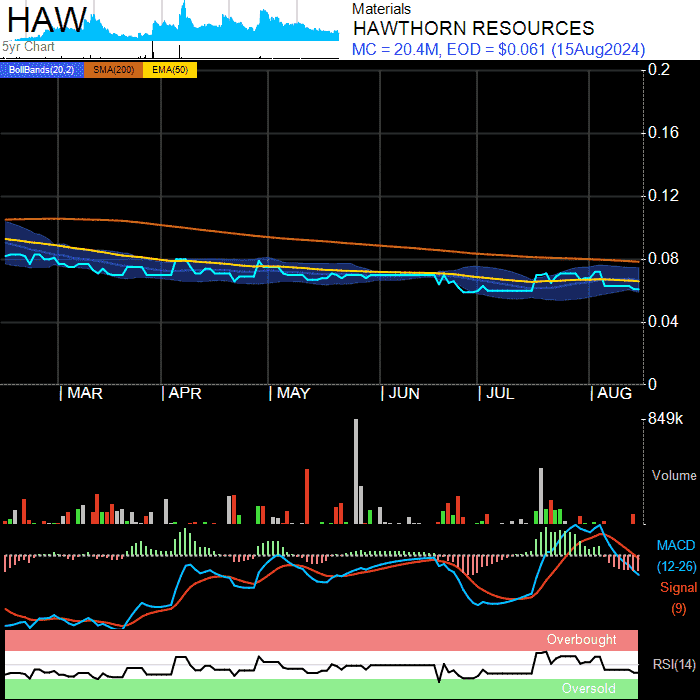 HAW
5yr Chart
Materials
HAWTHORN RESOURCES
MC = 20.4M, EOD = $0.061 (15Aug2024)
BollBands(20,2) SMA(200) EMA(50)
0.2
0.16
0.12
0.08
0.04
0
MAR APR MAY JUN JUL AUG
849k
Volume
MACD
(12-26)
Signal
(9)
Overbought
RSI(14)
Oversold